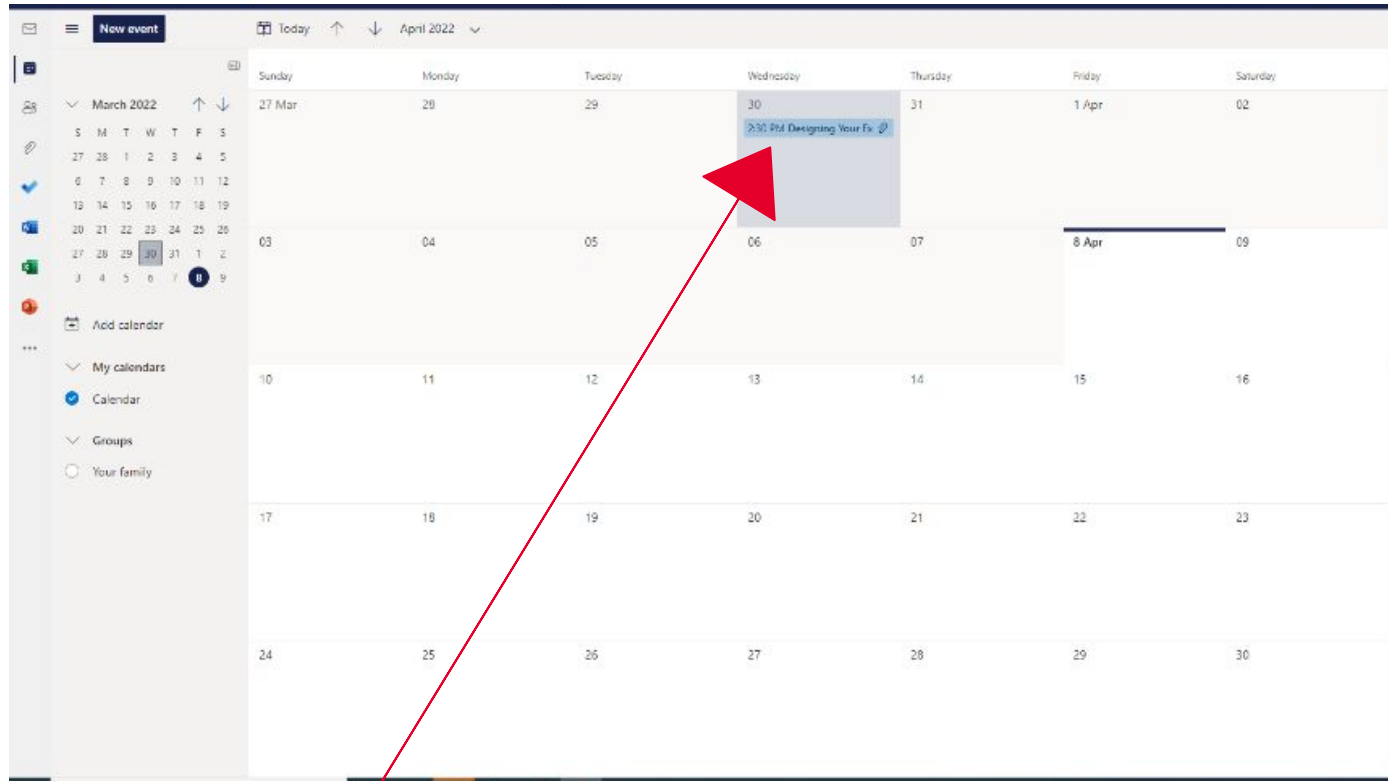 New event
Today
April 2022
Sunday Monday Tuesday Wednesday Thursday Friday Saturday
March 2022
S M T W T F S
27 28 1 2 3 4 5
6 7 8 9 10 11 12
13 14 15 16 17 18 19
20 21 22 23 24 25 26
27 28 29 30 31 1 2
3 4 5 6 7 8 9
Add calendar
My calendars
Calendar
Groups
Your family
27 Mar 28 29 30 31 1 Apr 02
2:30 PM Designing Your Ex
03 04 05 06 07 8 Apr 09
10 11 12 13 14 15 16
17 18 19 20 21 22 23
24 25 26 27 28 29 30